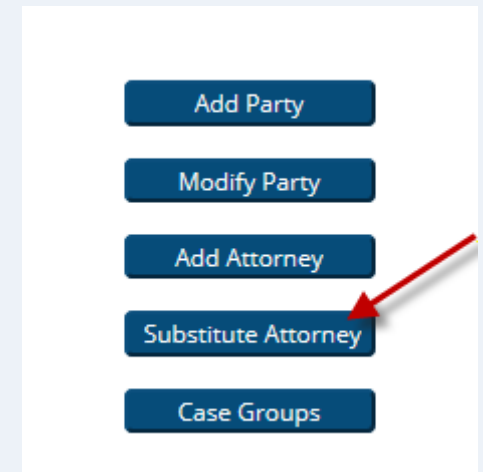 Add Party
Modify Party
Add Attorney
Substitute Attorney
Case Groups